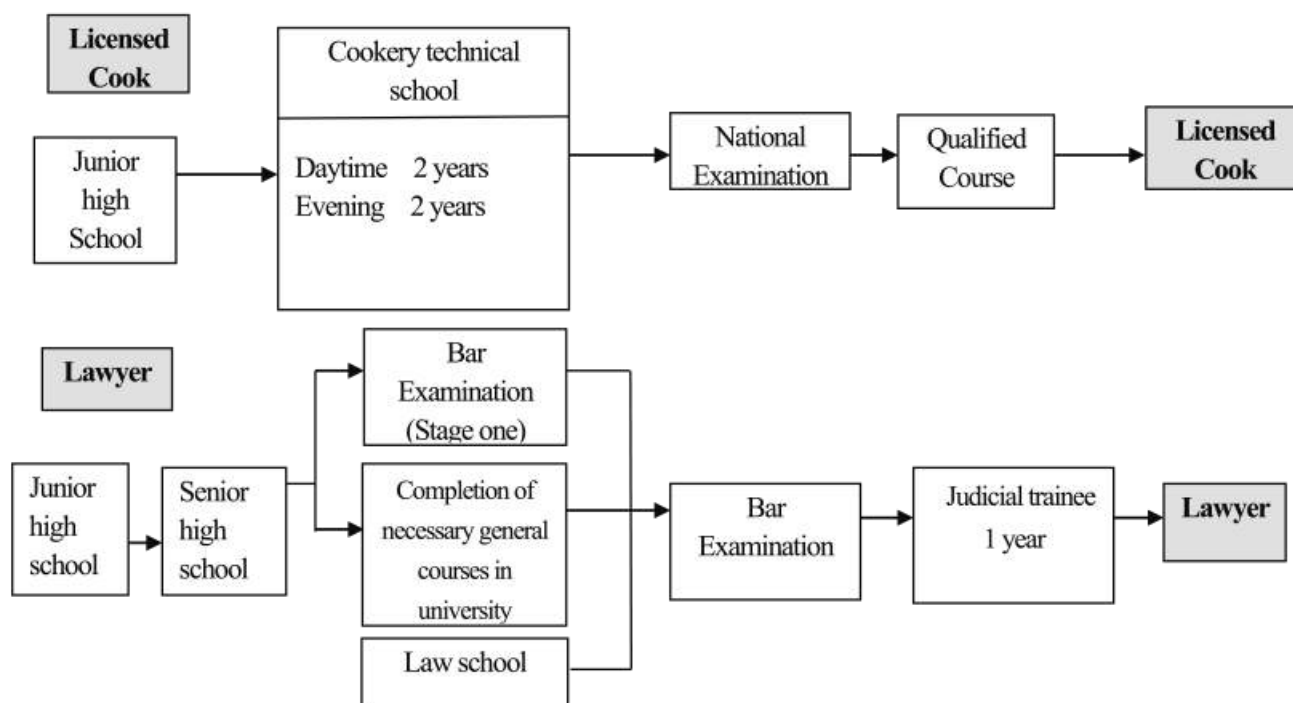 Licensed
Cook
Junior
high
School
Cookery technical
school
Daytime 2 years
Evening 2 years
National
Examination
Qualified
Course
Licensed
Cook
Lawyer
Junior
high
school
Senior
high
school
Bar
Examination
(Stage one)
Completion of
necessary general
courses in
university
Law school
Bar
Examination
Judicial trainee
1 year
Lawyer